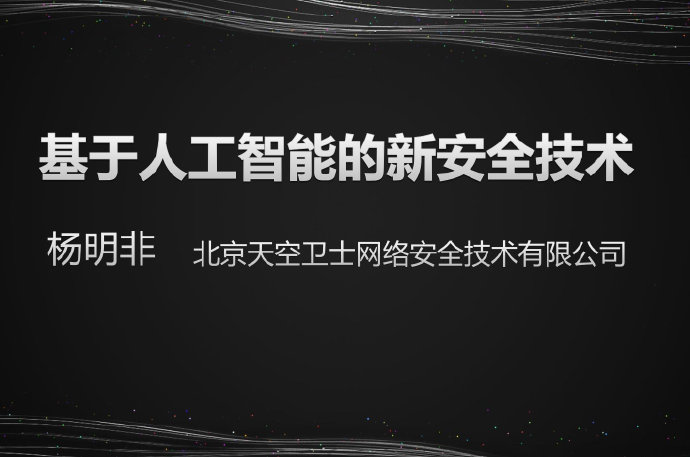 基于人工智能的新安全技术
杨明非 北京天空卫士网络安全技术有限公司